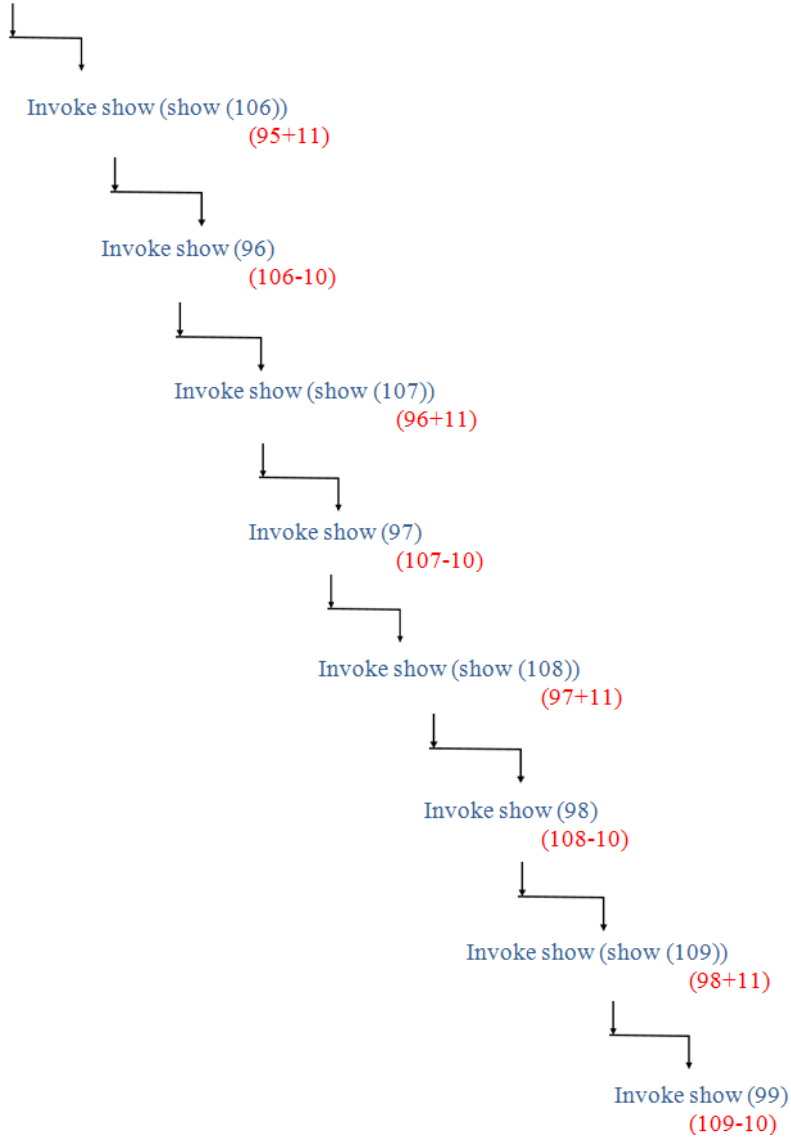 Invoke show (show (106))
(95+11)
Invoke show (96)
(106-10)
Invoke show (show (107))
(96+11)
Invoke show (97)
(107-10)
Invoke show (show (108))
(97+11)
Invoke show (98)
(108-10)
Invoke show (show (109))
(98+11)
Invoke show (99)
(109-10)